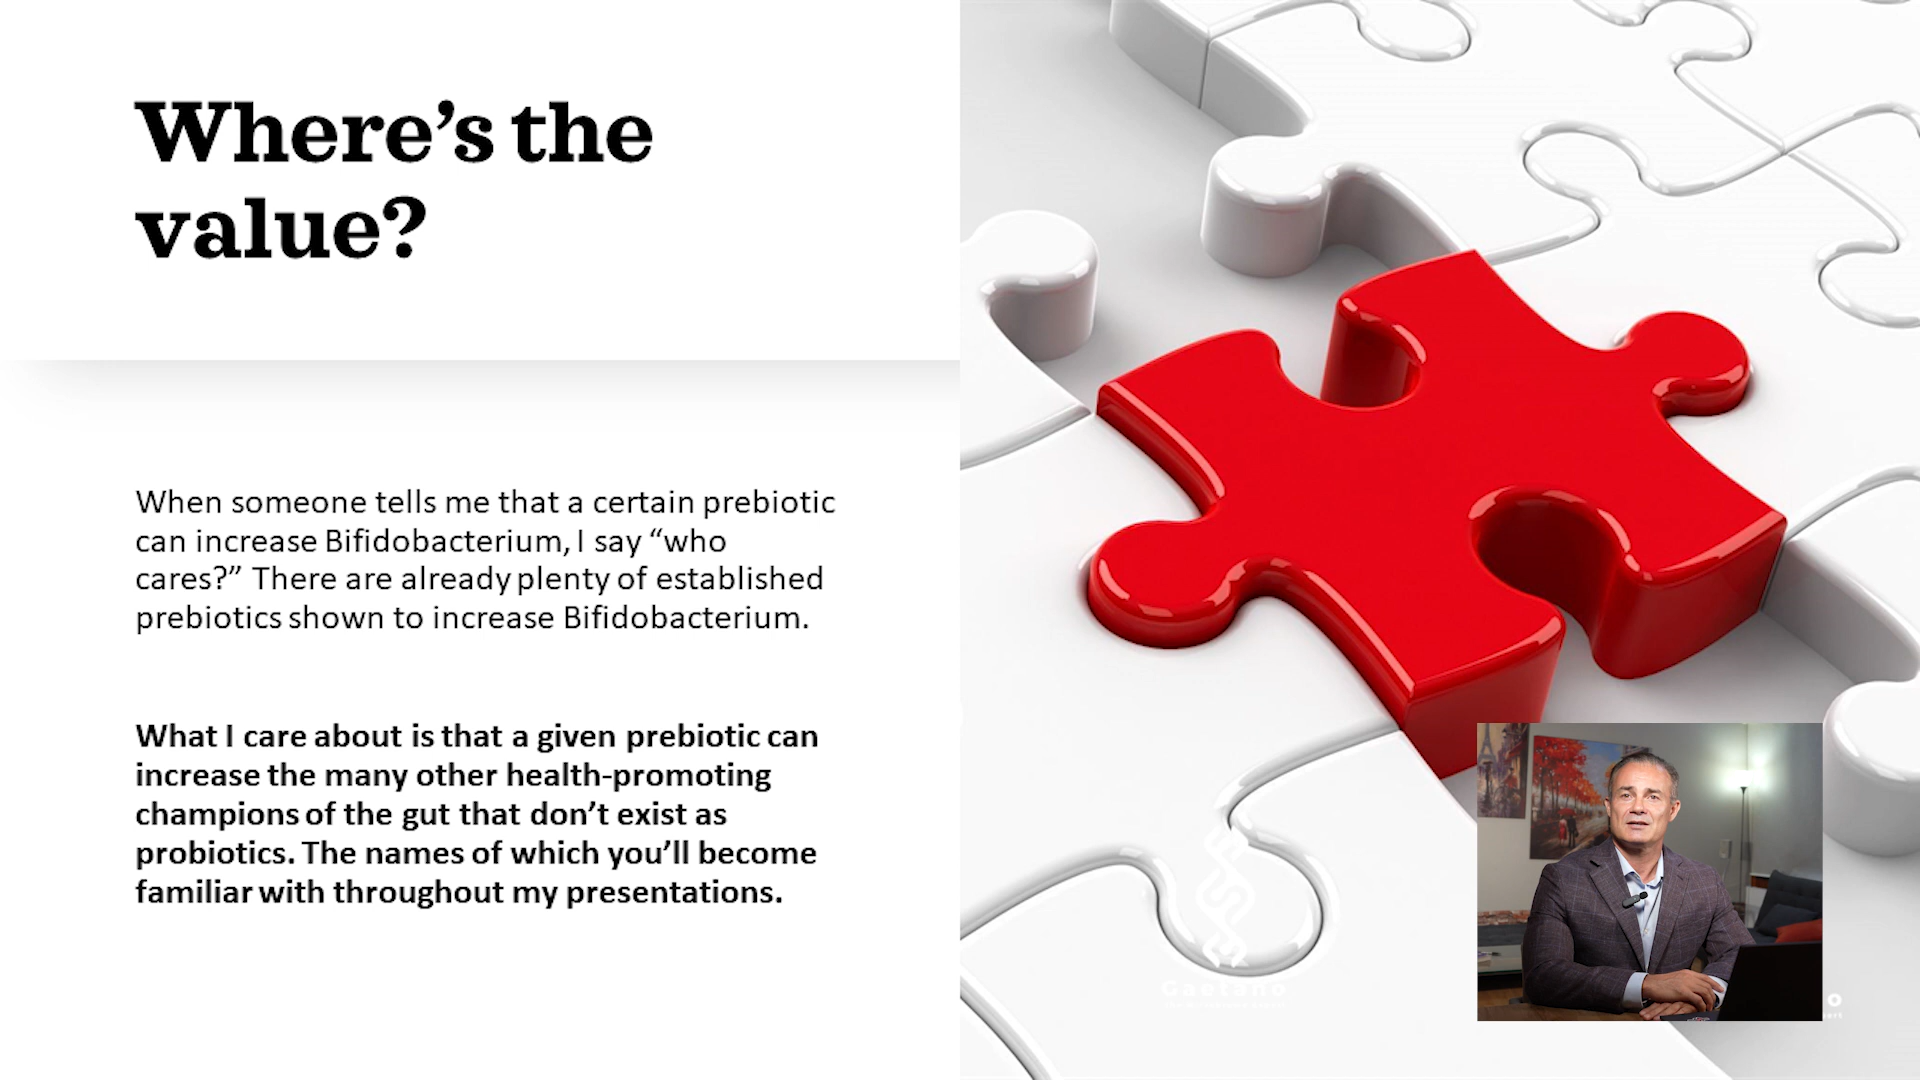 Where’s the
value?
When someone tells me that a certain prebiotic
can increase Bifidobacterium, I say “who
cares?” There are already plenty of established
prebiotics shown to increase Bifidobacterium.
What I care about is that a given prebiotic can
increase the many other health-promoting
champions of the gut that don’t exist as
probiotics. The names of which you’ll become
familiar with throughout my presentations.
Gaetano